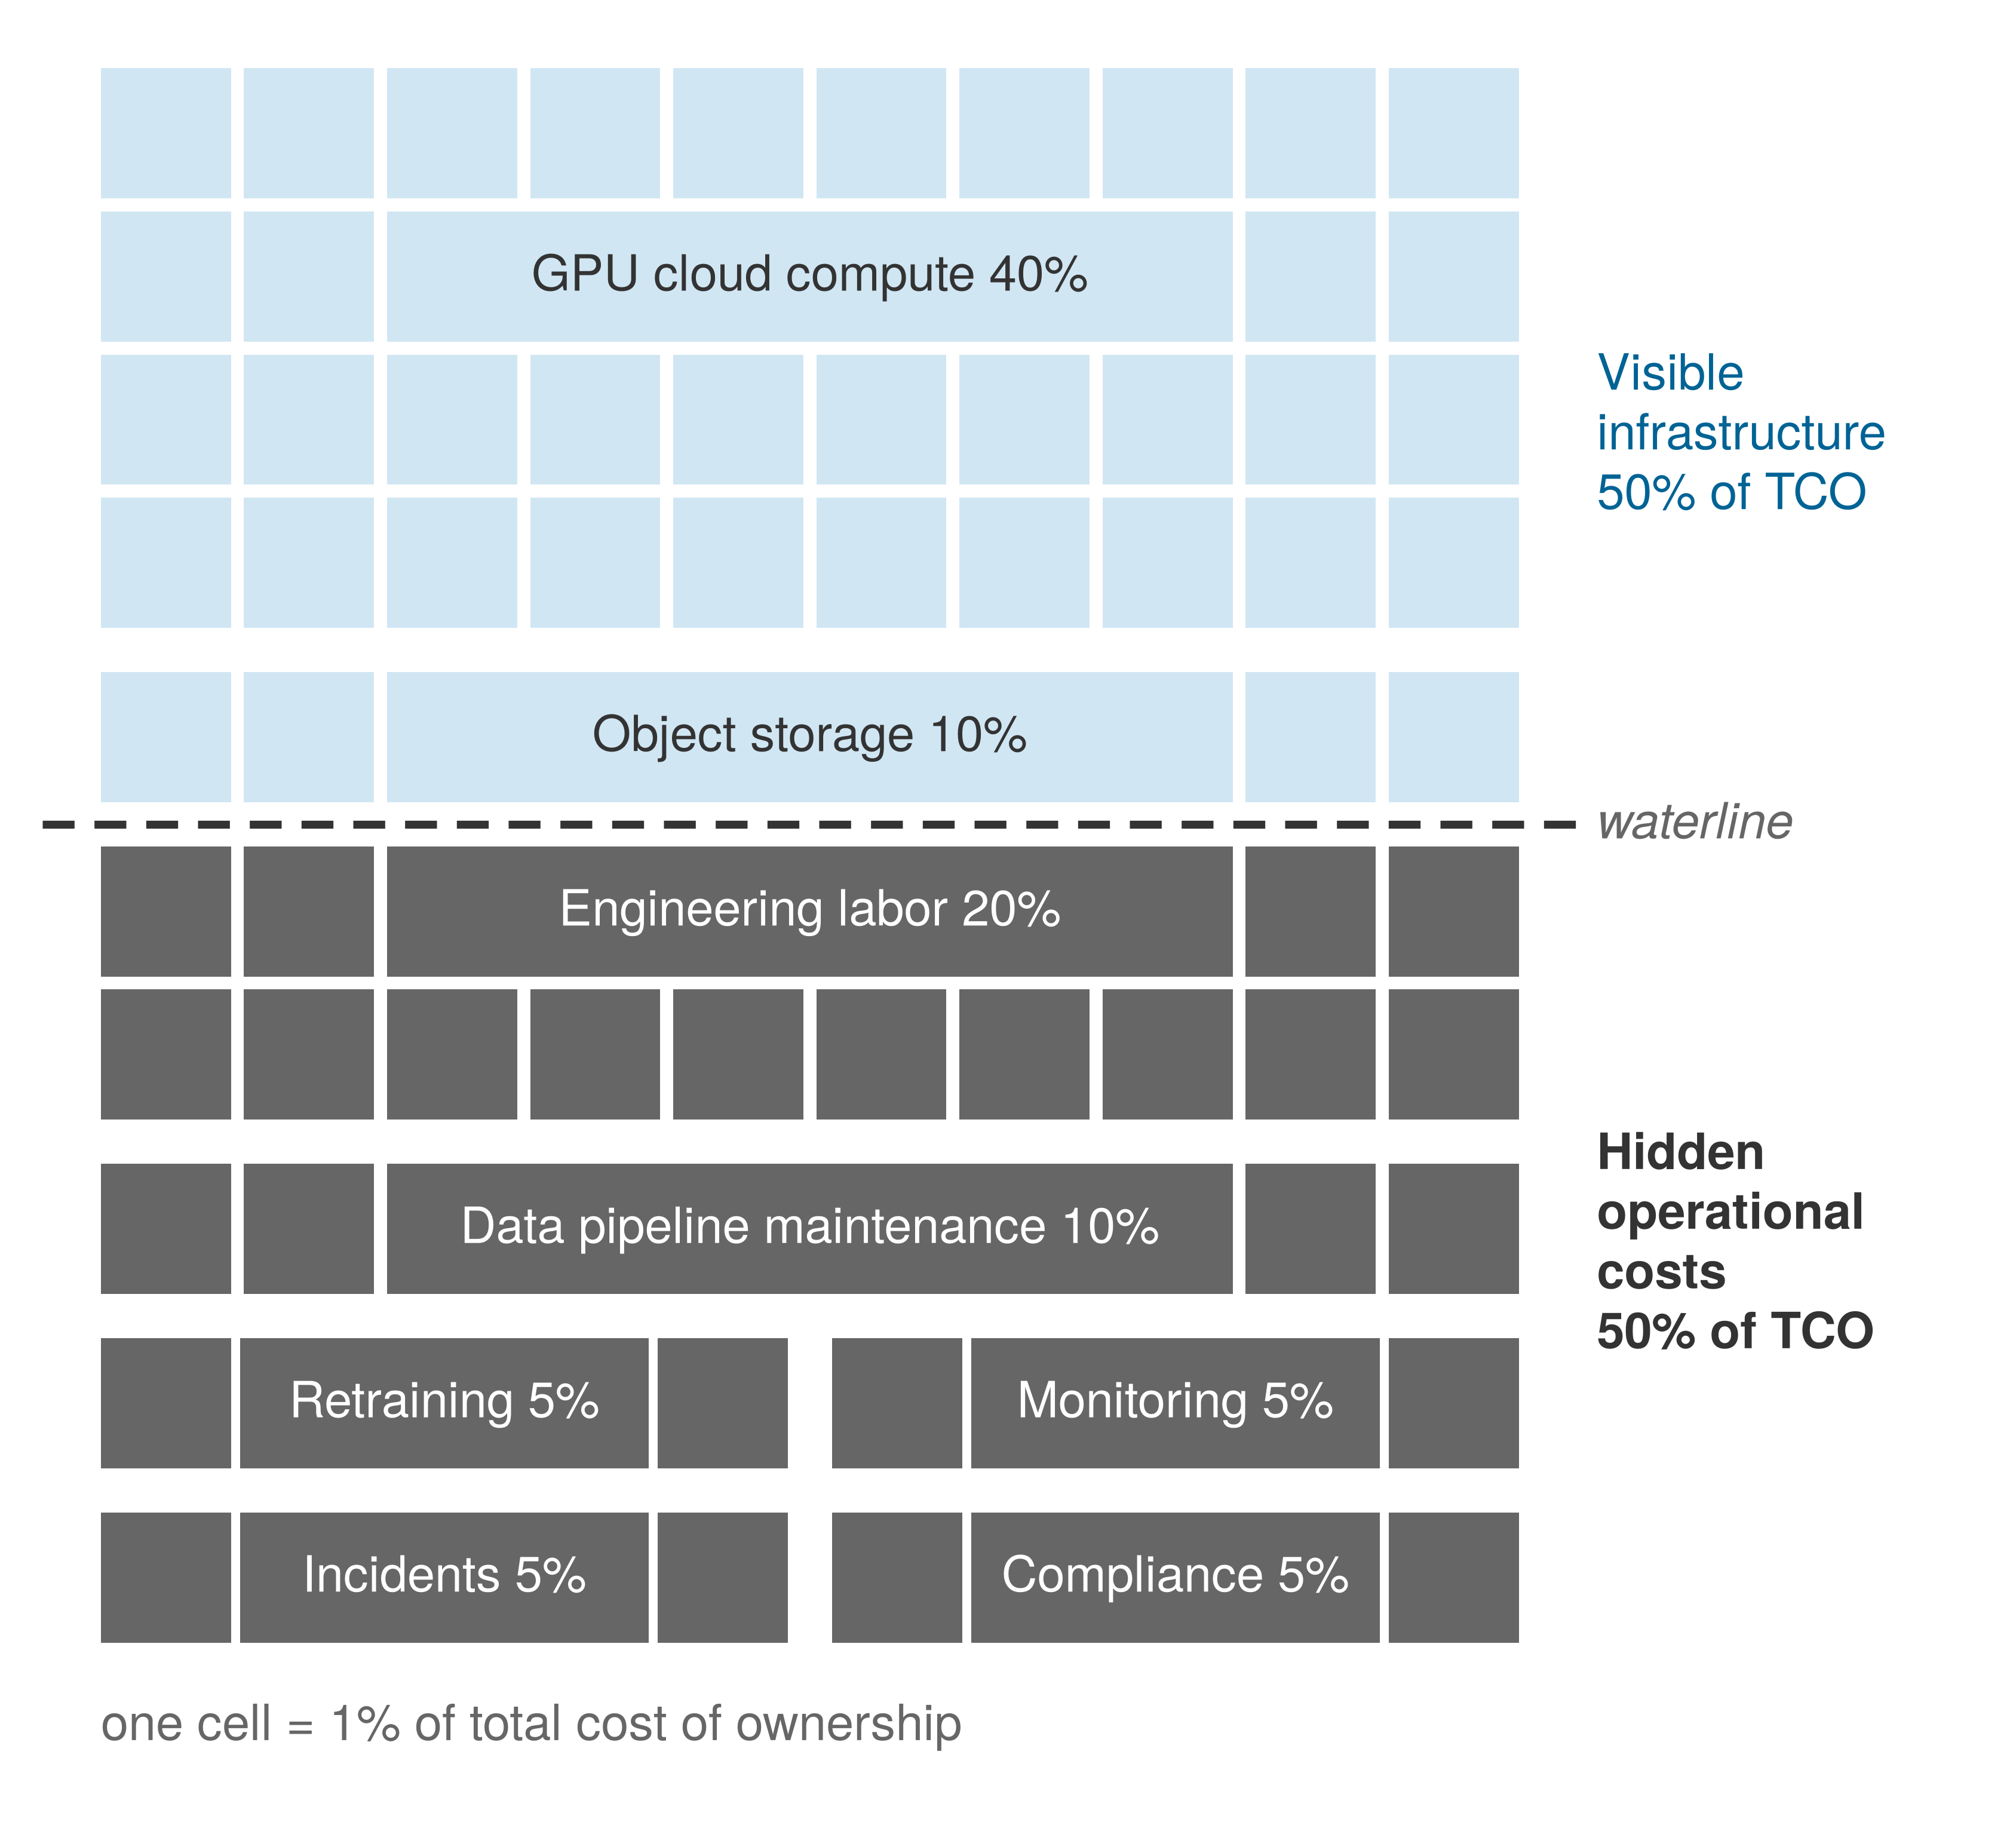 GPU cloud compute 40%
Visible
infrastructure
50% of TCO
Object storage 10%
waterline
Engineering labor 20%
Data pipeline maintenance 10%
Hidden
operational
costs
50% of TCO
Retraining 5%
Monitoring 5%
Incidents 5%
Compliance 5%
one cell = 1% of total cost of ownership